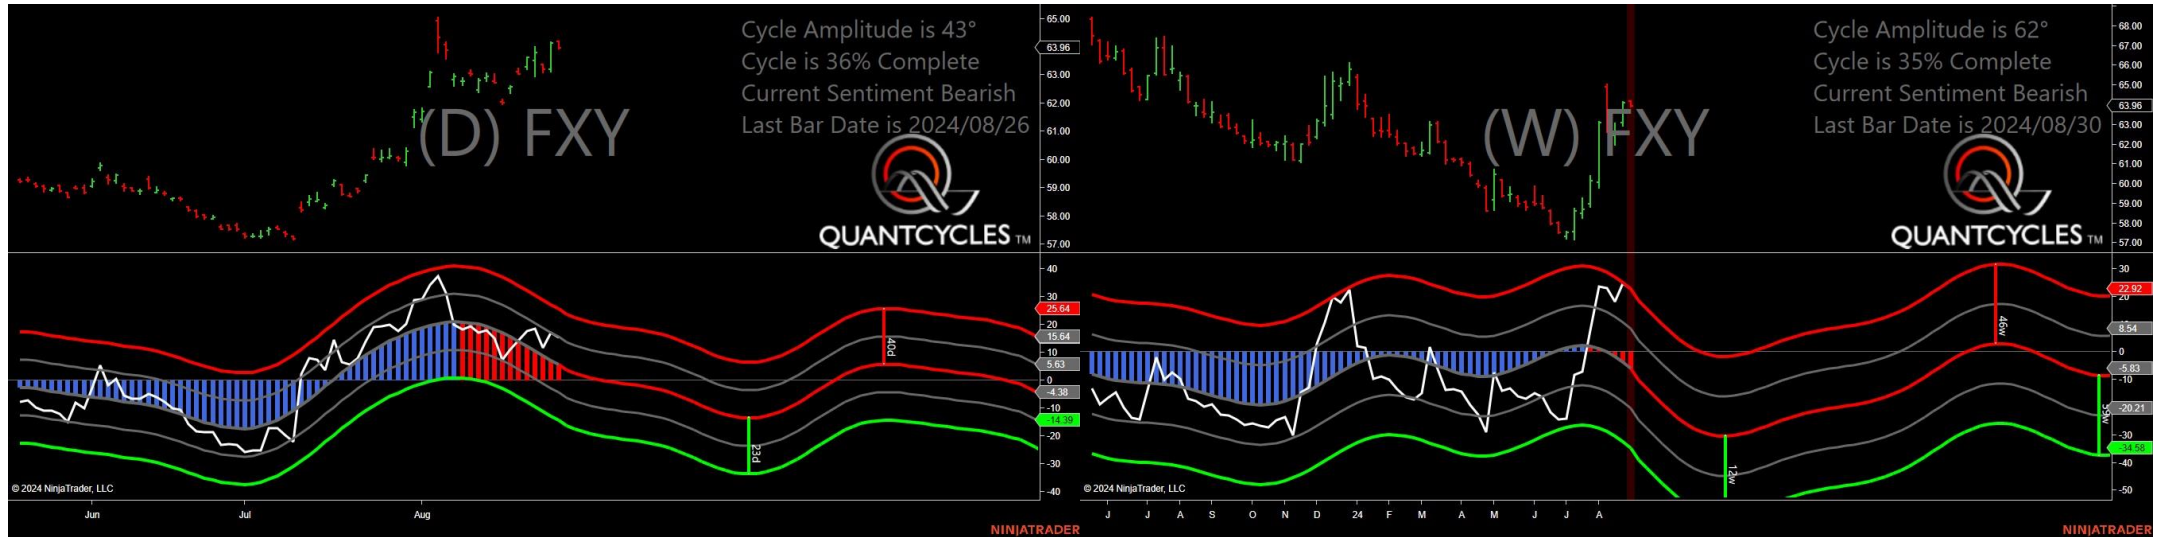 Cycle Amplitude is 43°
Cycle is 36% Complete
Current Sentiment Bearish
Last Bar Date is 2024/08/26
(D) FXY
QUANTCYCLES TM
65.00
63.96
63.00
62.00
61.00
60.00
59.00
58.00
57.00
40
30
25.64
20
15.64
10
5.63
0
-4.38
-10
-14.39
-20
-30
-40
23d
40d
© 2024 NinjaTrader, LLC
Jun
Jul
Aug
NINJATRADER
Cycle Amplitude is 62°
Cycle is 35% Complete
Current Sentiment Bearish
Last Bar Date is 2024/08/30
(W) FXY
QUANTCYCLES TM
68.00
67.00
66.00
65.00
63.96
63.00
62.00
61.00
60.00
59.00
58.00
57.00
30
22.92
20
8.54
0
-5.83
-10
-20.21
-30
-34.58
-40
-50
12w
46w
59w
© 2024 NinjaTrader, LLC
J J A S O N D 24 F M A M J J A
NINJATRADER